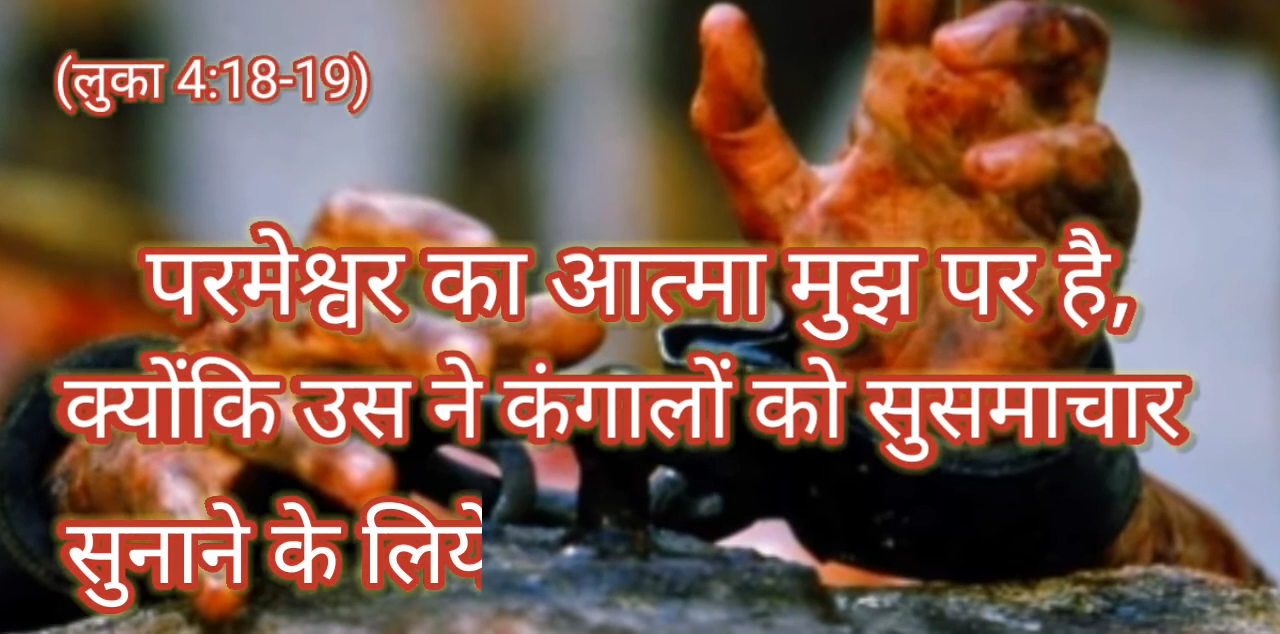 (लुका 4:18-19)
परमेश्वर का आत्मा मुझ पर है,
क्योंकि उस ने कंगालों को सुसमाचार
सुनाने के लिये